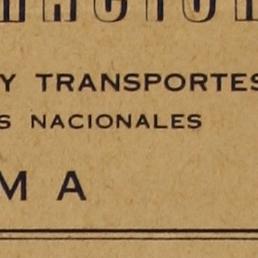 Y TRANSPORTES
S NACIONALES
M A